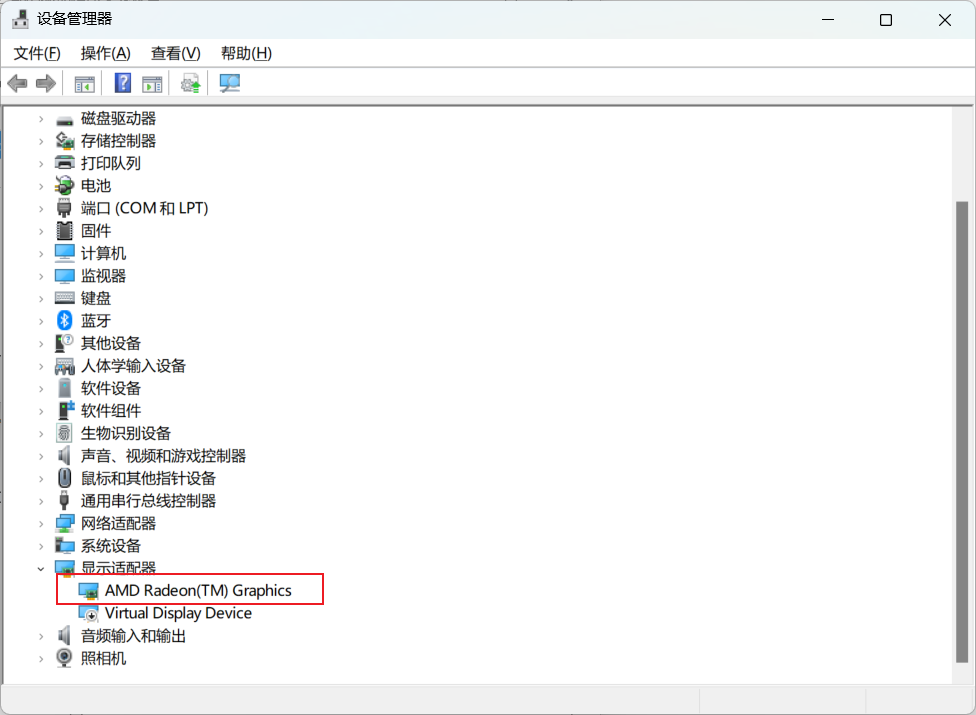 设备管理器
文件(F) 操作(A) 查看(V) 帮助(H)
磁盘驱动器
存储控制器
打印队列
电池
端口 (COM 和 LPT)
固件
计算机
监视器
键盘
蓝牙
其他设备
人体学输入设备
软件设备
软件组件
生物识别设备
声音、视频和游戏控制器
鼠标和其他指针设备
通用串行总线控制器
网络适配器
系统设备
显示适配器
AMD Radeon(TM) Graphics
Virtual Display Device
音频输入和输出
照相机